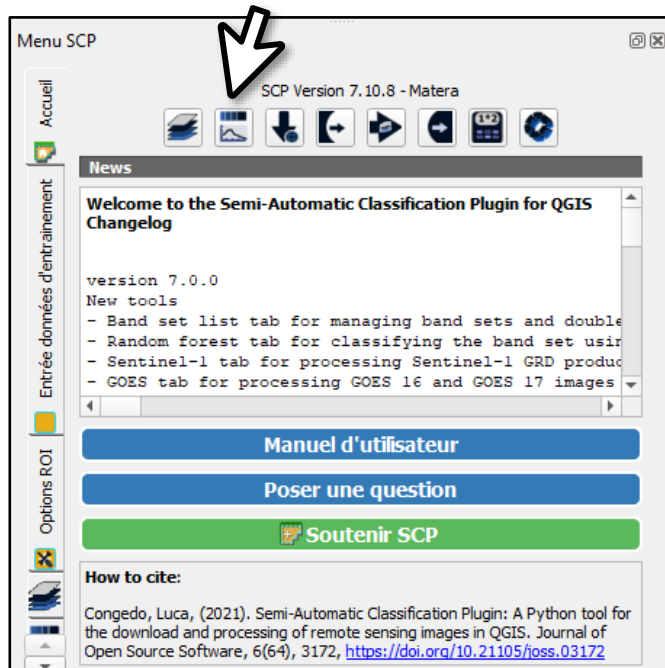 Menu SCP
SCP Version 7.10.8 - Matera
Accueil
Entrée données d'entrainement
Options ROI
1*2
News
Welcome to the Semi-Automatic Classification Plugin for QGIS
Changelog
version 7.0.0
New tools
- Band set list tab for managing band sets and double
- Random forest tab for classifying the band set usin
- Sentinel-1 tab for processing Sentinel-1 GRD produc
- GOES tab for processing GOES 16 and GOES 17 images
Manuel d'utilisateur
Poser une question
Soutenir SCP
How to cite:
Congedo, Luca, (2021). Semi-Automatic Classification Plugin: A Python tool for
the download and processing of remote sensing images in QGIS. Journal of
Open Source Software, 6(64), 3172, https://doi.org/10.21105/joss.03172